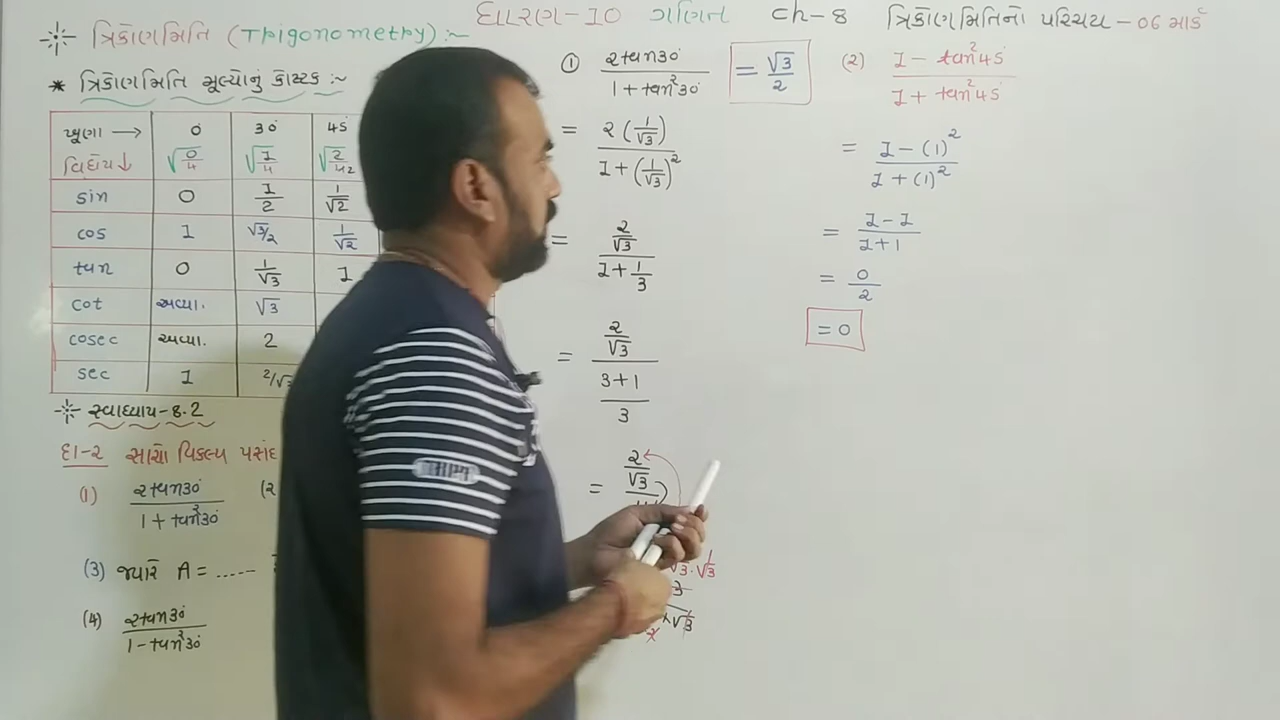 ધોરણ-10 ગણિત Ch-8 ત્રિકોણમિતિનો પરિચય - 06 માર્ક
ત્રિકોણમિતિ (Trigonometry) :~
* ત્રિકોણમિતિ મૂલ્યોનું કોષ્ટક :~
ખૂણા → 0° 30° 45°
વિધેય ↓ √(0/4) √(1/4) √(2/4)2
sin 0 1/2 1/√2
cos 1 √3/2 1/√2
tan 0 1/√3 1
cot અવ્યા. √3
cosec અવ્યા. 2
sec 1
સ્વાધ્યાય-8.2
દા-2 સાચો વિકલ્પ પસંદ
(1) 2tan30°/1 + tan²30°
(3) જ્યારે A = .....
(4) 2tan30°/1 - tan²30°
① 2tan30°/1 + tan²30° = √3/2
= 2(1/√3)/1 + (1/√3)²
= 2/√3/1 + 1/3
= 2/√3/3+1/3
= 2/√3
√3·√3
(2) 1 - tan²45°/1 + tan²45°
= 1 - (1)²/1 + (1)²
= 1 - 1/1 + 1
= 0/2
= 0